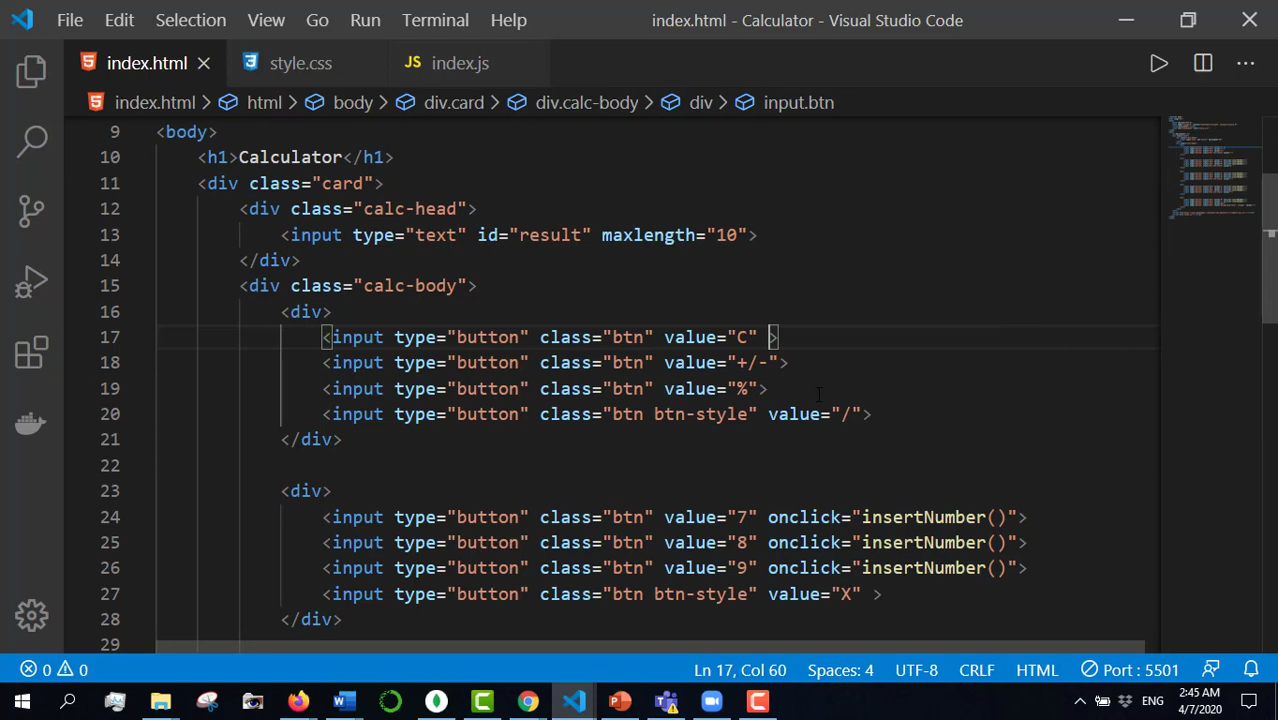 File Edit Selection View Go Run Terminal Help index.html - Calculator - Visual Studio Code
index.html style.css JS index.js
index.html > html > body > div.card > div.calc-body > div > input.btn
9 <body>
10 <h1>Calculator</h1>
11 <div class="card">
12 <div class="calc-head">
13 <input type="text" id="result" maxlength="10">
14 </div>
15 <div class="calc-body">
16 <div>
17 <input type="button" class="btn" value="C" >
18 <input type="button" class="btn" value="+/-">
19 <input type="button" class="btn" value="%">
20 <input type="button" class="btn btn-style" value="/">
21 </div>
22
23 <div>
24 <input type="button" class="btn" value="7" onclick="insertNumber()">
25 <input type="button" class="btn" value="8" onclick="insertNumber()">
26 <input type="button" class="btn" value="9" onclick="insertNumber()">
27 <input type="button" class="btn btn-style" value="X" >
28 </div>
29
0 0 Ln 17, Col 60 Spaces: 4 UTF-8 CRLF HTML Port : 5501
ENG 2:45 AM
4/7/2020